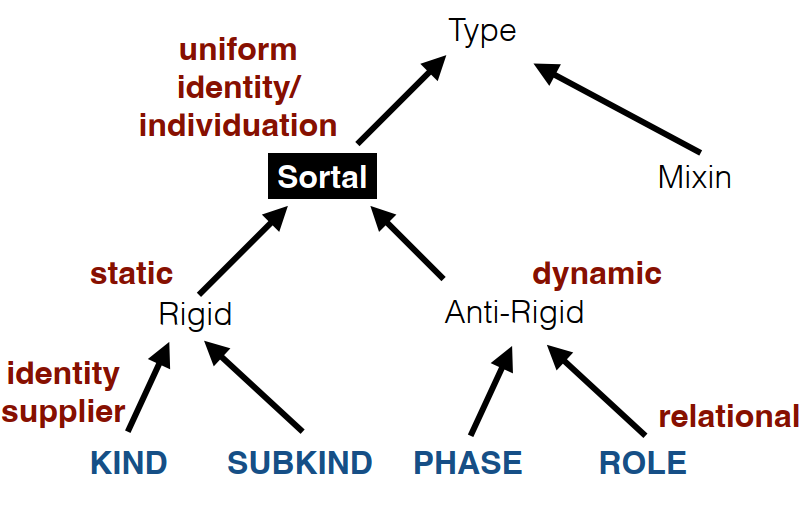 Type
uniform
identity/
individuation
Sortal
Mixin
static
dynamic
Rigid
Anti-Rigid
identity
supplier
relational
KIND
SUBKIND
PHASE
ROLE